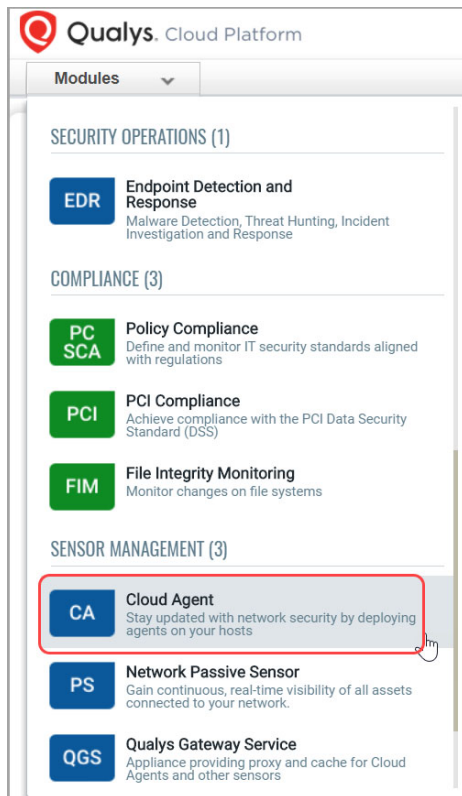 Qualys. Cloud Platform
Modules
SECURITY OPERATIONS (1)
EDR
Endpoint Detection and
Response
Malware Detection, Threat Hunting, Incident
Investigation and Response
COMPLIANCE (3)
PC
SCA
Policy Compliance
Define and monitor IT security standards aligned
with regulations
PCI
PCI Compliance
Achieve compliance with the PCI Data Security
Standard (DSS)
FIM
File Integrity Monitoring
Monitor changes on file systems
SENSOR MANAGEMENT (3)
CA
Cloud Agent
Stay updated with network security by deploying
agents on your hosts
PS
Network Passive Sensor
Gain continuous, real-time visibility of all assets
connected to your network.
QGS
Qualys Gateway Service
Appliance providing proxy and cache for Cloud
Agents and other sensors